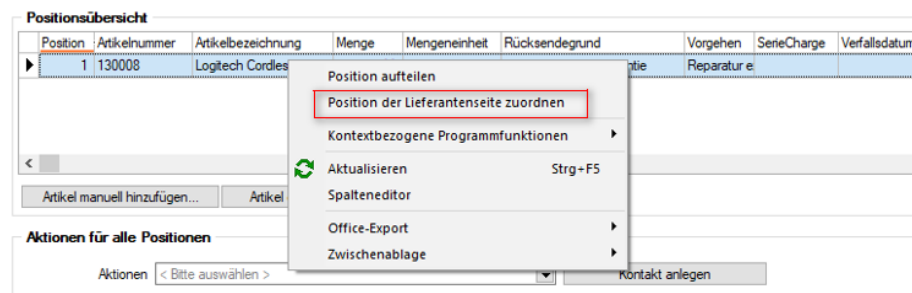 Positionsübersicht
Position Artikelnummer Artikelbezeichnung Menge Mengeneinheit Rücksendegrund Vorgehen SerieCharge Verfallsdatum
1 130008 Logitech Cordles tie Reparatur e
Position aufteilen
Position der Lieferantenseite zuordnen
Kontextbezogene Programmfunktionen
Aktualisieren Strg+F5
Spalteneditor
Office-Export
Zwischenablage
Artikel manuell hinzufügen... Artikel
Aktionen für alle Positionen
Aktionen < Bitte auswählen > Kontakt anlegen